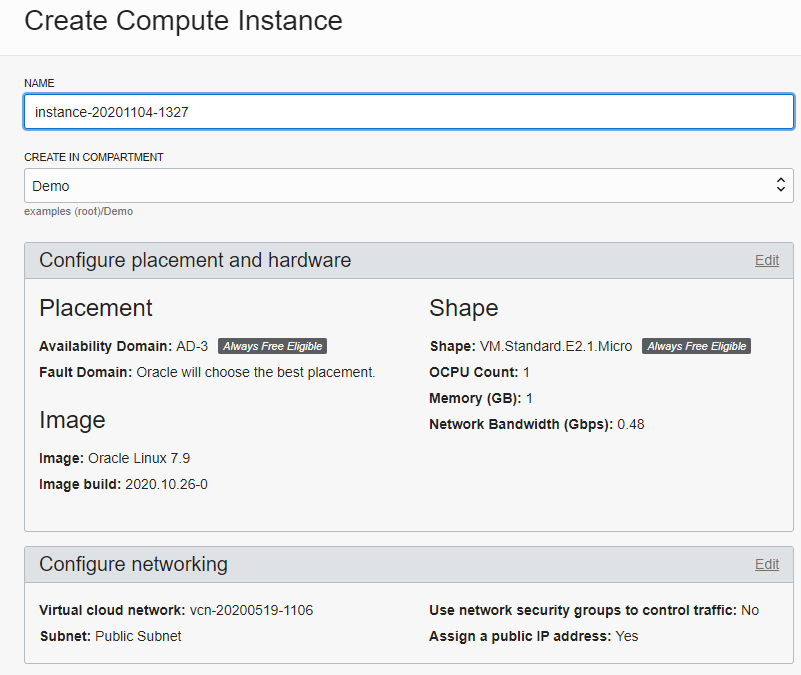 Create Compute Instance
NAME
instance-20201104-1327
CREATE IN COMPARTMENT
Demo
examples (root)/Demo
Configure placement and hardware
Edit
Placement
Availability Domain: AD-3 Always Free Eligible
Fault Domain: Oracle will choose the best placement.
Image
Image: Oracle Linux 7.9
Image build: 2020.10.26-0
Shape
Shape: VM.Standard.E2.1.Micro Always Free Eligible
OCPU Count: 1
Memory (GB): 1
Network Bandwidth (Gbps): 0.48
Configure networking
Edit
Virtual cloud network: vcn-20200519-1106
Subnet: Public Subnet
Use network security groups to control traffic: No
Assign a public IP address: Yes